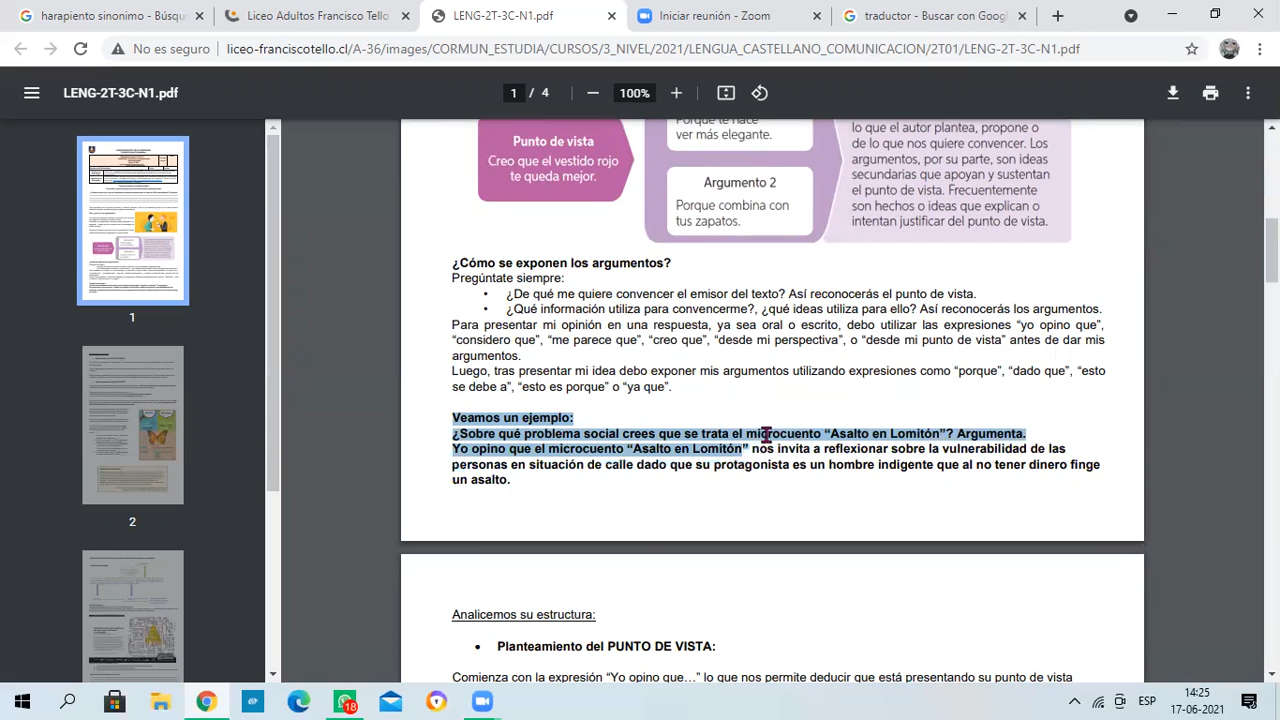 harapiento sinonimo - Búsqu
Liceo Adultos Francisco Tello
LENG-2T-3C-N1.pdf
Iniciar reunión - Zoom
traductor - Buscar con Google
No es seguro
liceo-franciscotello.cl/A-36/images/CORMUN_ESTUDIA/CURSOS/3_NIVEL/2021/LENGUA_CASTELLANO_COMUNICACION/2T01/LENG-2T-3C-N1.pdf
LENG-2T-3C-N1.pdf
1 / 4
100%
Punto de vista
Creo que el vestido rojo
te queda mejor.
Porque te hace
ver más elegante.
Argumento 2
Porque combina con
tus zapatos.
lo que el autor plantea, propone o
de lo que nos quiere convencer. Los
argumentos, por su parte, son ideas
secundarias que apoyan y sustentan
el punto de vista. Frecuentemente
son hechos o ideas que explican o
intentan justificar del punto de vista.
¿Cómo se exponen los argumentos?
Pregúntate siempre:
• ¿De qué me quiere convencer el emisor del texto? Así reconocerás el punto de vista.
• ¿Qué información utiliza para convencerme?, ¿qué ideas utiliza para ello? Así reconocerás los argumentos.
Para presentar mi opinión en una respuesta, ya sea oral o escrito, debo utilizar las expresiones “yo opino que”,
“considero que”, “me parece que”, “creo que”, “desde mi perspectiva”, o “desde mi punto de vista” antes de dar mis
argumentos.
Luego, tras presentar mi idea debo exponer mis argumentos utilizando expresiones como “porque”, “dado que”, “esto
se debe a”, “esto es porque” o “ya que”.
Veamos un ejemplo:
¿Sobre qué problema social crees que se trata el microcuento “Asalto en Lomitón”? Argumenta.
Yo opino que el microcuento “Asalto en Lomitón” nos invita a reflexionar sobre la vulnerabilidad de las
personas en situación de calle dado que su protagonista es un hombre indigente que al no tener dinero finge
un asalto.
Analicemos su estructura:
• Planteamiento del PUNTO DE VISTA:
Comienza con la expresión “Yo opino que…” lo que nos permite deducir que está presentando su punto de vista
1
2
18
ESP
14:25
17-06-2021